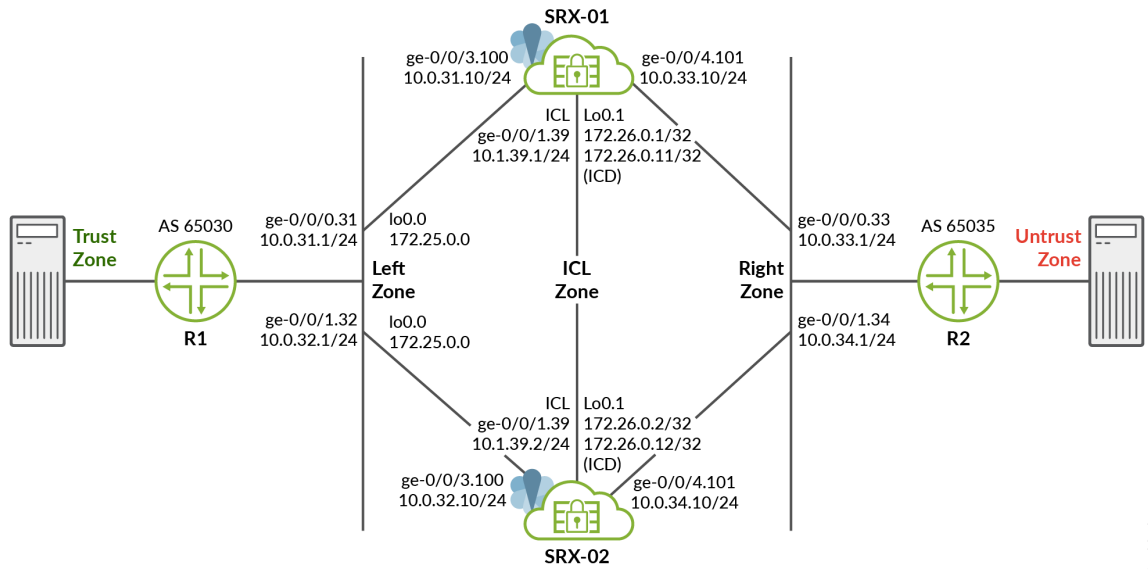 SRX-01
ge-0/0/3.100
10.0.31.10/24
ge-0/0/4.101
10.0.33.10/24
ICL
ge-0/0/1.39
10.1.39.1/24
Lo0.1
172.26.0.1/32
172.26.0.11/32
(ICD)
Trust
Zone
AS 65030
R1
ge-0/0/0.31
10.0.31.1/24
lo0.0
172.25.0.0
Left
Zone
ge-0/0/1.32
10.0.32.1/24
lo0.0
172.25.0.0
ICL
Zone
Right
Zone
ge-0/0/0.33
10.0.33.1/24
ge-0/0/1.34
10.0.34.1/24
AS 65035
R2
Untrust
Zone
ICL
ge-0/0/1.39
10.1.39.2/24
Lo0.1
172.26.0.2/32
172.26.0.12/32
(ICD)
ge-0/0/3.100
10.0.32.10/24
ge-0/0/4.101
10.0.34.10/24
SRX-02